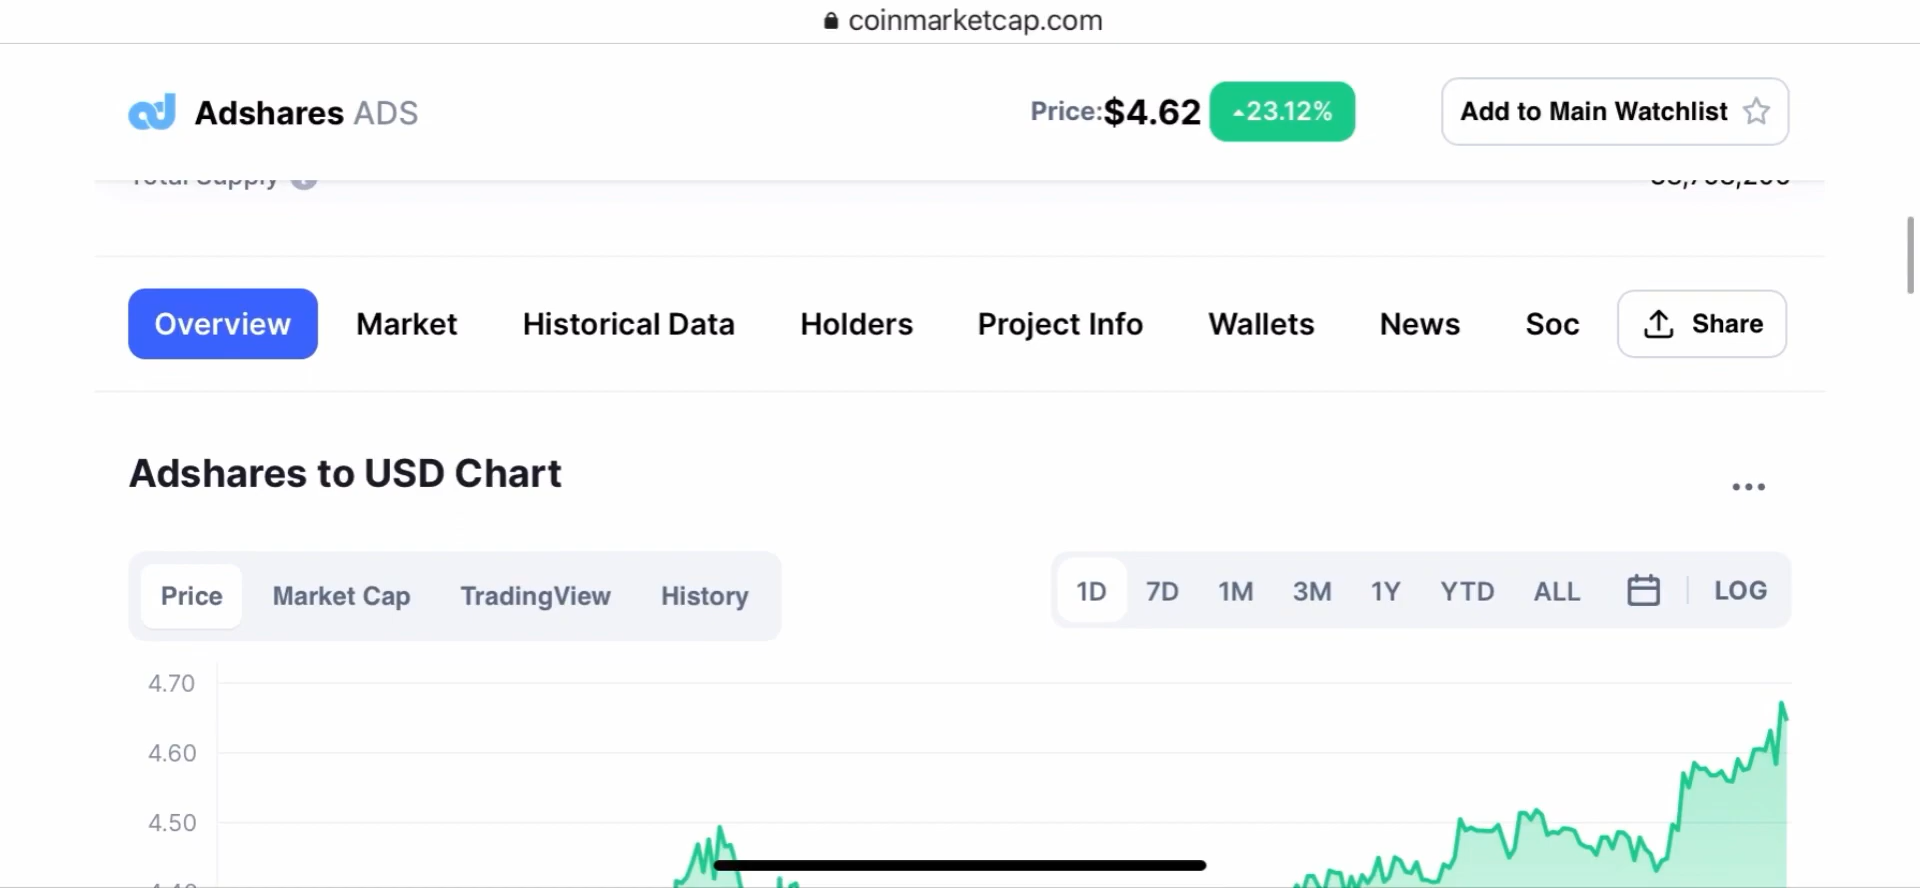 coinmarketcap.com
Adshares ADS
Price:$4.62 23.12%
Add to Main Watchlist
Total Supply
Overview
Market
Historical Data
Holders
Project Info
Wallets
News
Soc
Share
Adshares to USD Chart
Price
Market Cap
TradingView
History
1D
7D
1M
3M
1Y
YTD
ALL
LOG
4.70
4.60
4.50